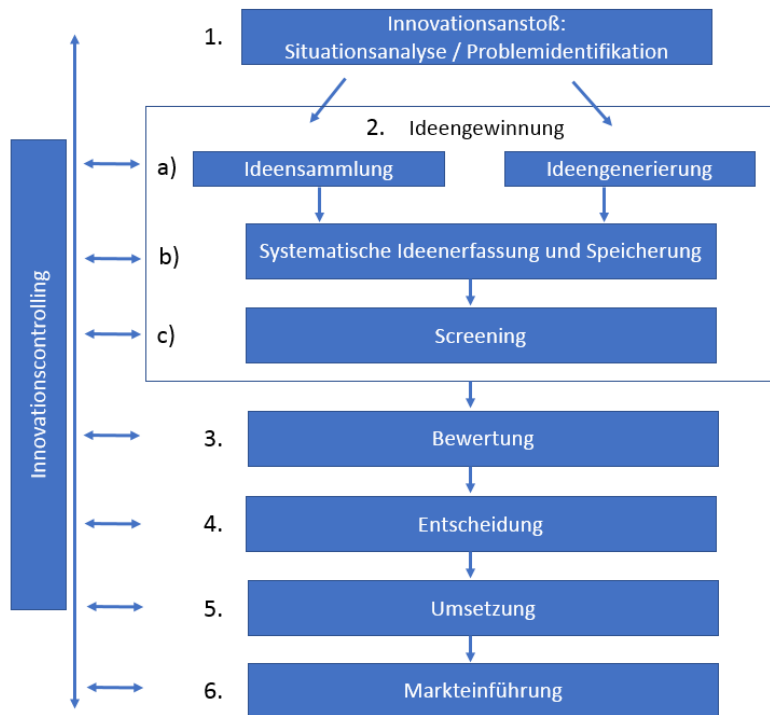 1.
Innovationsanstoß:
Situationsanalyse / Problemidentifikation
2. Ideengewinnung
a)
Ideensammlung
Ideengenerierung
b)
Systematische Ideenerfassung und Speicherung
c)
Screening
3.
Bewertung
4.
Entscheidung
5.
Umsetzung
6.
Markteinführung
Innovationscontrolling